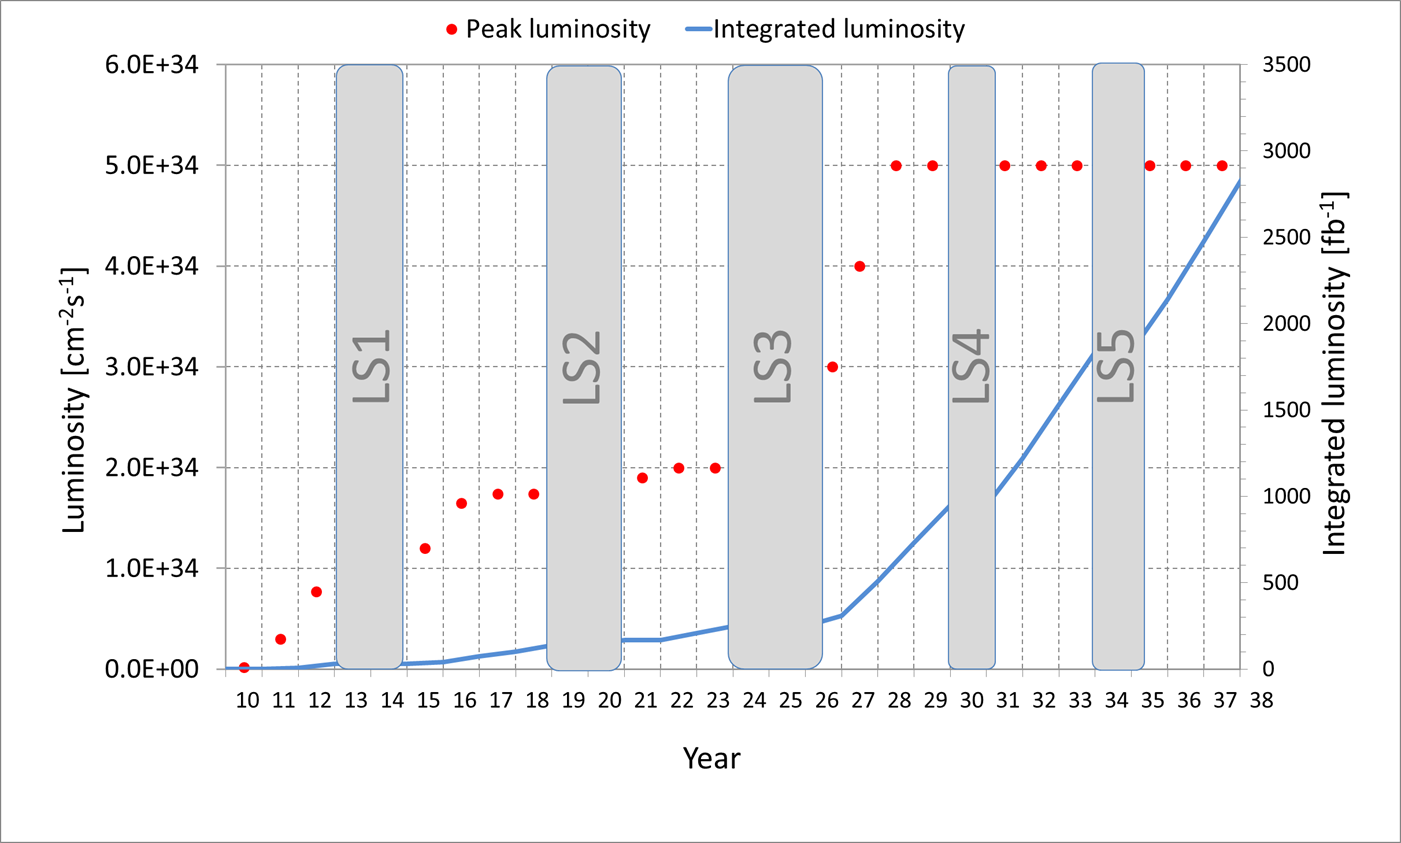 Peak luminosity Integrated luminosity
6.0E+34
5.0E+34
4.0E+34
3.0E+34
2.0E+34
1.0E+34
0.0E+00
Luminosity [cm-2s-1]
LS1
LS2
LS3
LS4
LS5
3500
3000
2500
2000
1500
1000
500
0
Integrated luminosity [fb-1]
10 11 12 13 14 15 16 17 18 19 20 21 22 23 24 25 26 27 28 29 30 31 32 33 34 35 36 37 38
Year